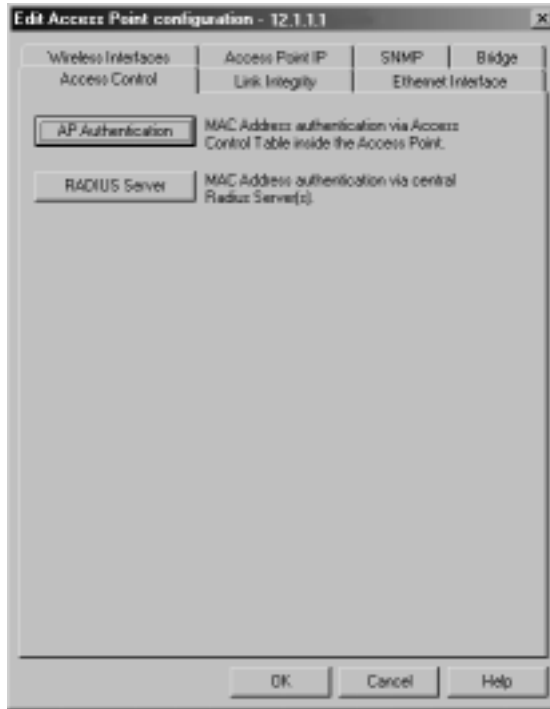 Edit Access Point configuration - 12.1.1.1
Wireless Interfaces
Access Point IP
SNMP
Bridge
Access Control
Link Integrity
Ethernet Interface
AP Authentication
MAC Address authentication via Access
Control Table inside the Access Point.
RADIUS Server
MAC Address authentication via central
Radius Server(s).
OK
Cancel
Help